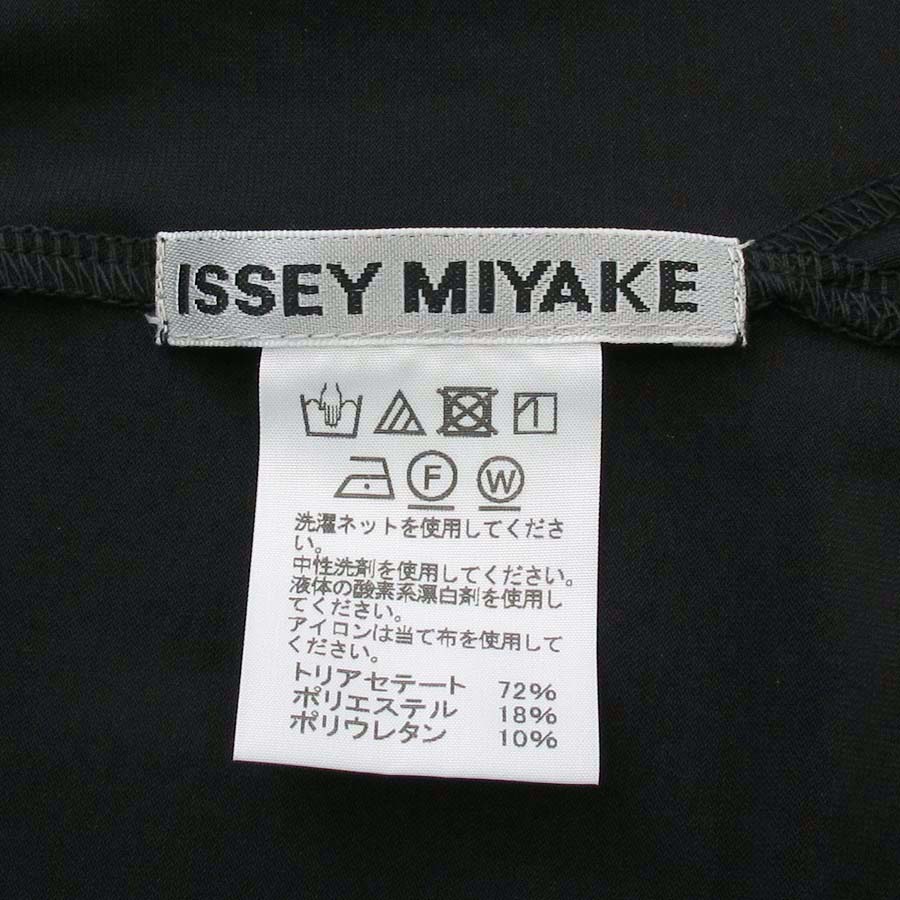 ISSEY MIYAKE
F W
洗濯ネットを使用してくださ
い。
中性洗剤を使用してください。
液体の酸素系漂白剤を使用し
てください。
アイロンは当て布を使用して
ください。
トリアセテート 72%
ポリエステル 18%
ポリウレタン 10%